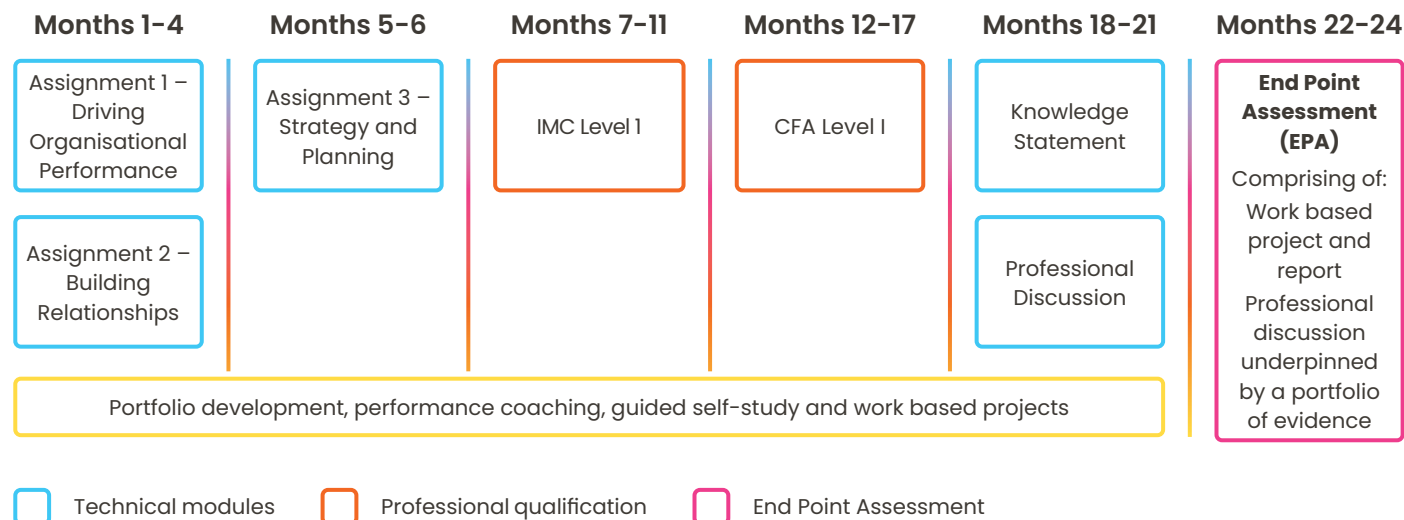 Months 1-4
Months 5-6
Months 7-11
Months 12-17
Months 18-21
Months 22-24
Assignment 1 –
Driving
Organisational
Performance
Assignment 2 –
Building
Relationships
Assignment 3 –
Strategy and
Planning
IMC Level 1
CFA Level I
Knowledge
Statement
Professional
Discussion
End Point
Assessment
(EPA)
Comprising of:
Work based
project and
report
Professional
discussion
underpinned
by a portfolio
of evidence
Portfolio development, performance coaching, guided self-study and work based projects
Technical modules
Professional qualification
End Point Assessment